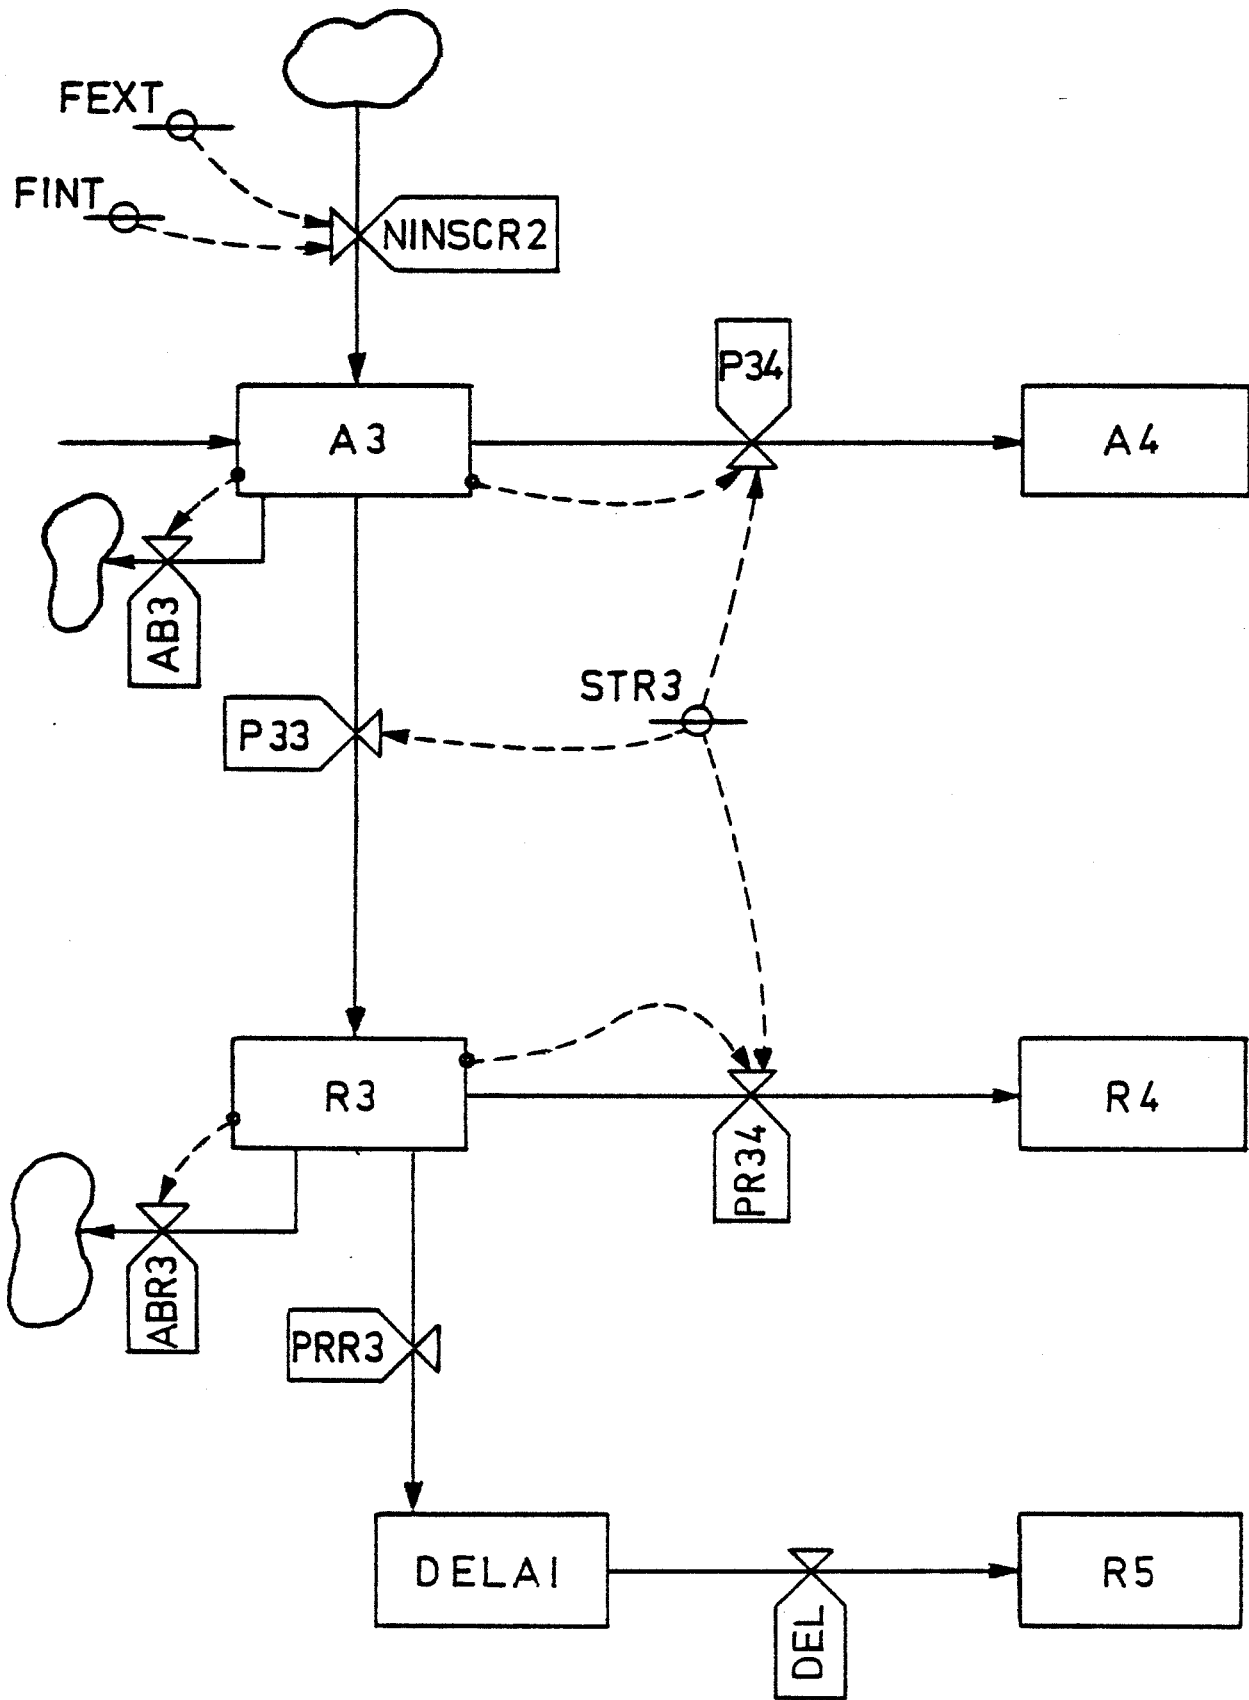 FEXT
FINT
NINSCR2
P34
A3
A4
AB3
STR3
P33
R3
R4
PR34
ABR3
PRR3
DELAI
R5
DEL